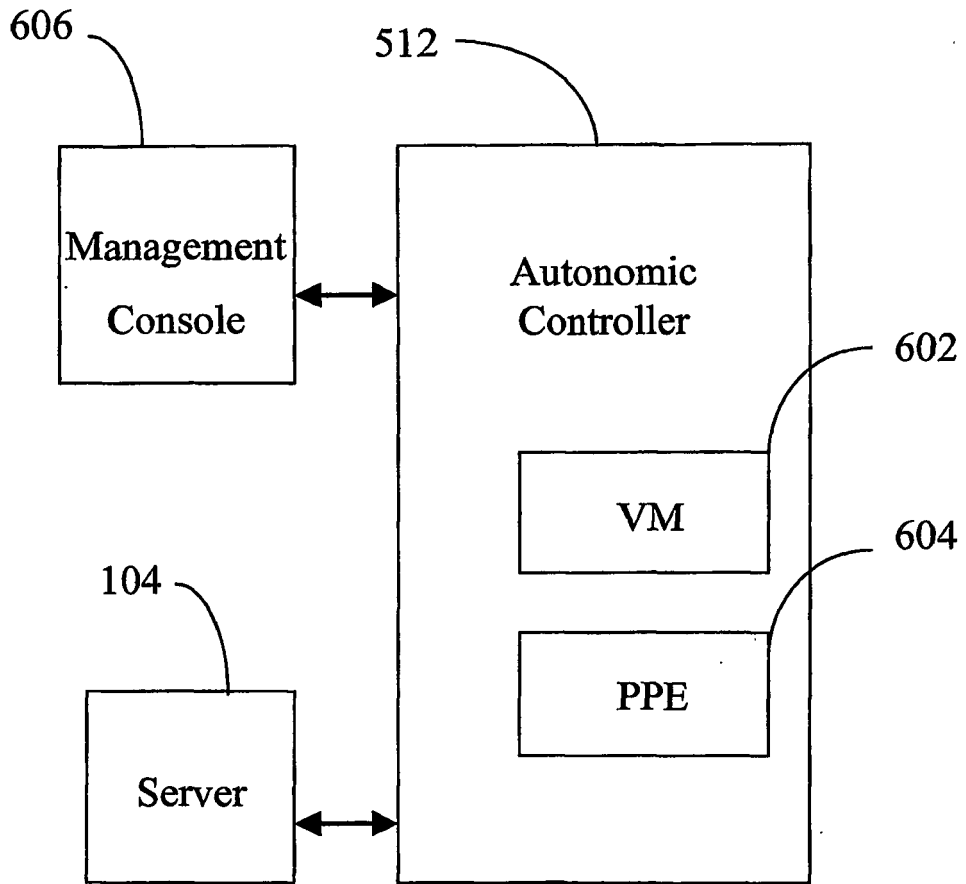 606
512
Management
Console
Autonomic
Controller
602
VM
604
PPE
104
Server